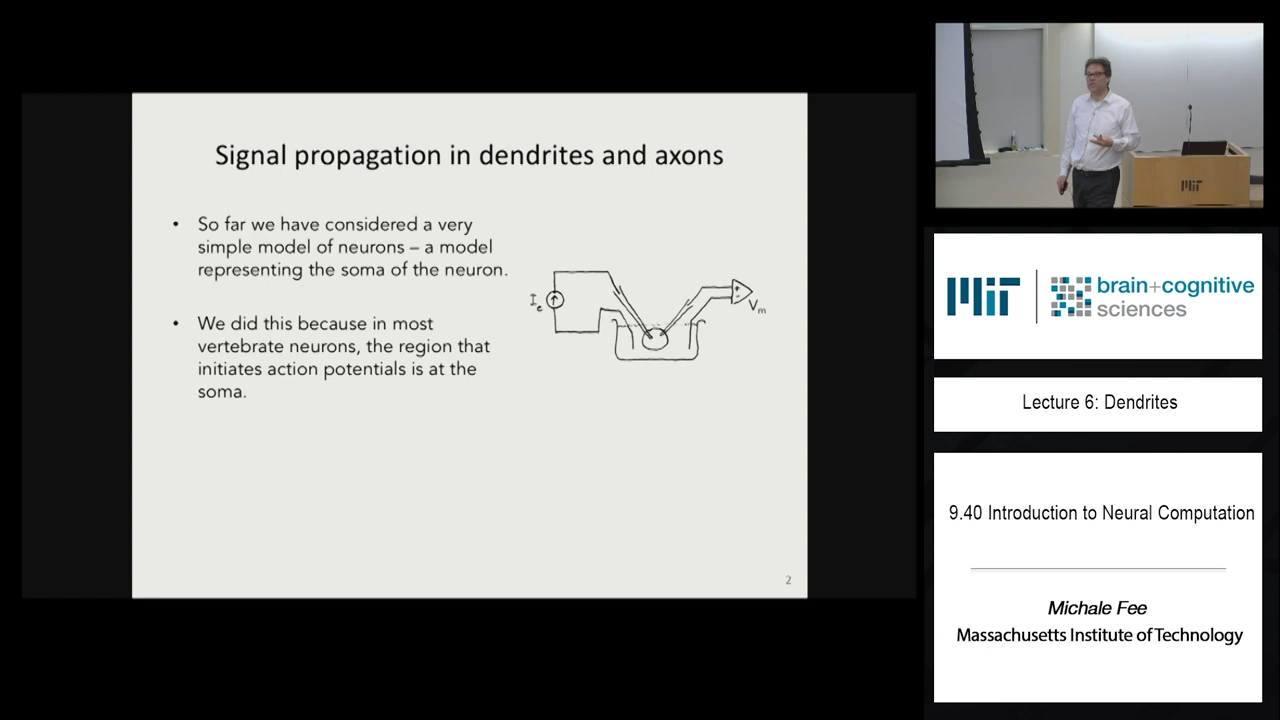 Signal propagation in dendrites and axons
• So far we have considered a very
simple model of neurons – a model
representing the soma of the neuron.
• We did this because in most
vertebrate neurons, the region that
initiates action potentials is at the
soma.
Ie
Vm
2
MIT
MIT
brain+cognitive
sciences
Lecture 6: Dendrites
9.40 Introduction to Neural Computation
Michale Fee
Massachusetts Institute of Technology